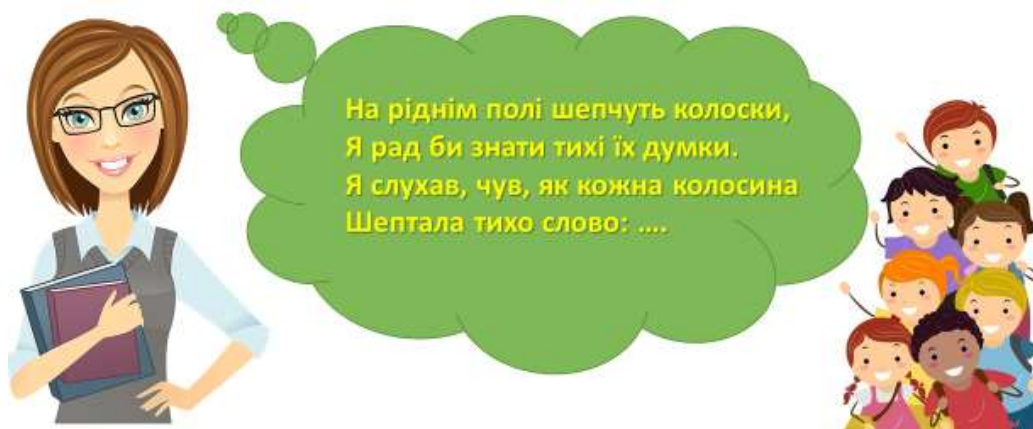 На ріднім полі шепчуть колоски,
Я рад би знати тихі їх думки.
Я слухав, чув, як кожна колосина
Шептала тихо слово: ....